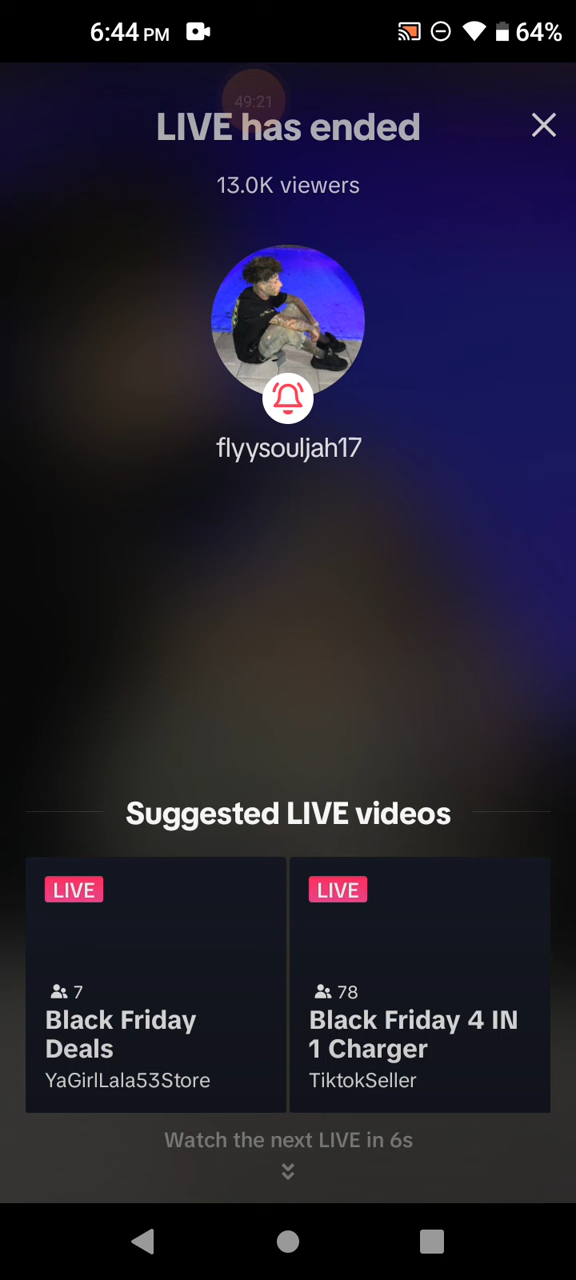 6:44 PM
64%
49:21
LIVE has ended
13.0K viewers
flyysouljah17
Suggested LIVE videos
LIVE
7
Black Friday
Deals
YaGirlLala53Store
LIVE
78
Black Friday 4 IN
1 Charger
TiktokSeller
Watch the next LIVE in 6s